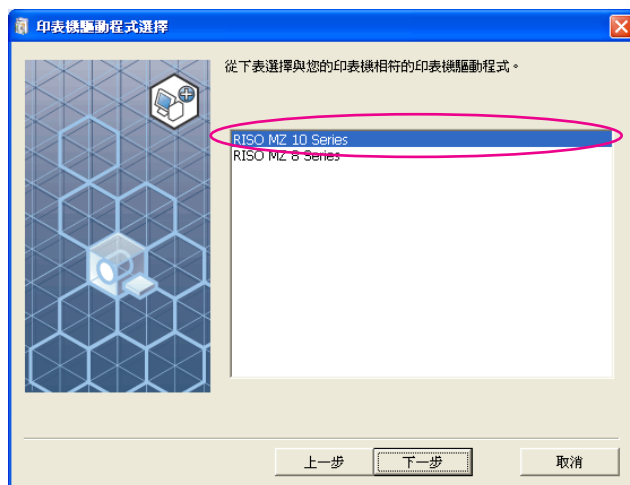 印表機驅動程式選擇
從下表選擇與您的印表機相符的印表機驅動程式。
RISO MZ 10 Series
RISO MZ 8 Series
上一步
下一步
取消